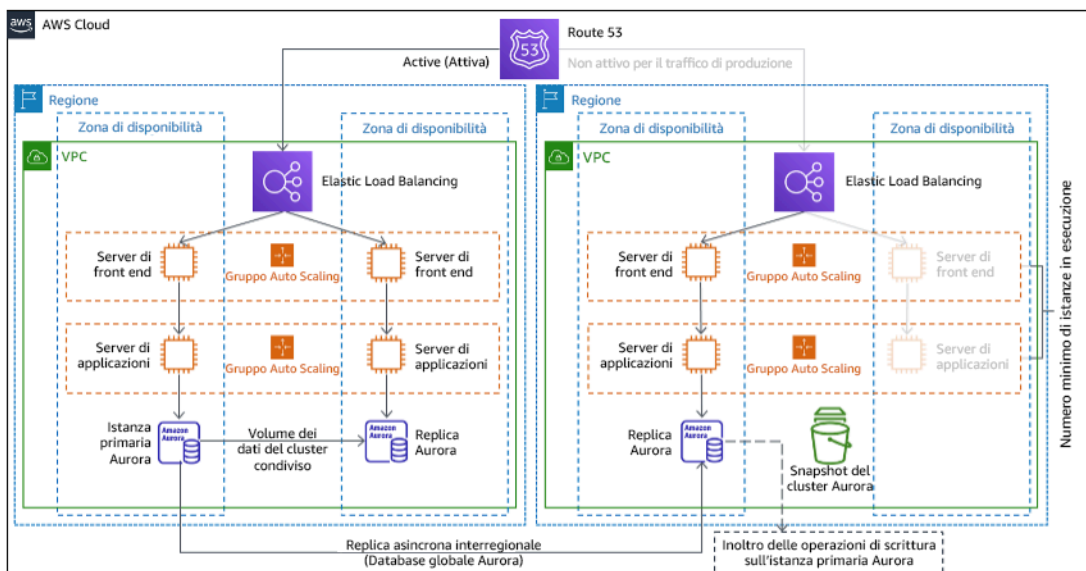 aws
AWS Cloud
Route 53
53
Active (Attiva)
Non attivo per il traffico di produzione
Regione
Zona di disponibilità
Zona di disponibilità
VPC
Elastic Load Balancing
Server di
front end
Gruppo Auto Scaling
Server di
front end
Server di
applicazioni
Gruppo Auto Scaling
Server di
applicazioni
Istanza
primaria
Aurora
Amazon
Aurora
Volume dei
dati del cluster
condiviso
Amazon
Aurora
Replica
Aurora
Regione
Zona di disponibilità
Zona di disponibilità
VPC
Elastic Load Balancing
Server di
front end
Gruppo Auto Scaling
Server di
front end
Server di
applicazioni
Gruppo Auto Scaling
Server di
applicazioni
Replica
Aurora
Amazon
Aurora
Snapshot del
cluster Aurora
Numero minimo di istanze in esecuzione
Replica asincrona interregionale
(Database globale Aurora)
Inoltro delle operazioni di scrittura
sull'istanza primaria Aurora